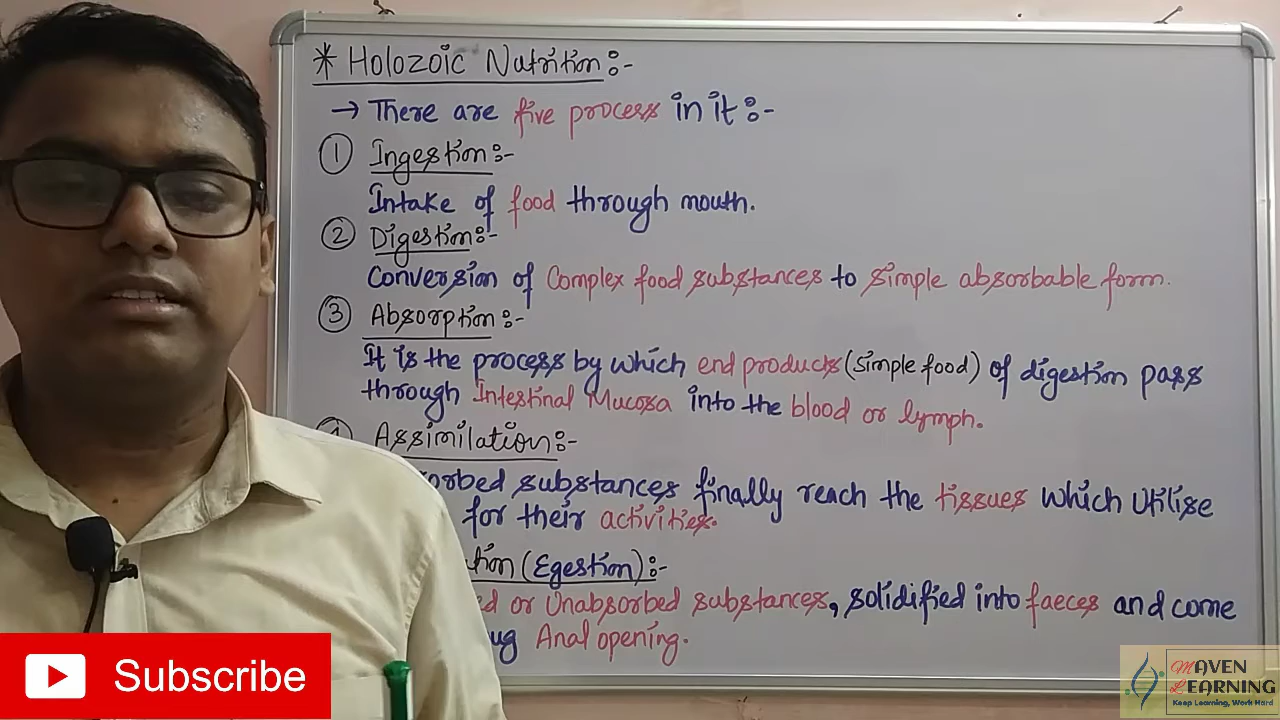 * Holozoic Nutrition:-
→ There are five process in it:-
① Ingestion:-
Intake of food through mouth.
② Digestion:-
Conversion of Complex food substances to simple absorbable form.
③ Absorption:-
It is the process by which end products (simple food) of digestion pass
through Intestinal Mucosa into the blood or lymph.
Assimilation:-
orbed substances finally reach the tissues which utilise
for their activities.
tion (Egestion):-
ed or Unabsorbed substances, solidified into faeces and come
ug Anal opening.
Subscribe
MAVEN
LEARNING
Keep Learning, Work Hard